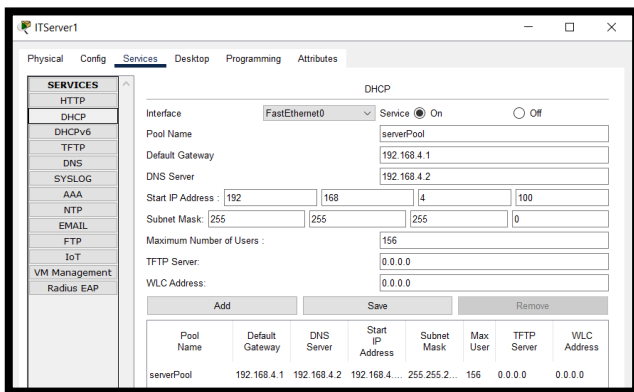 ITServer1
Physical Config Services Desktop Programming Attributes
SERVICES
HTTP
DHCP
DHCPv6
TFTP
DNS
SYSLOG
AAA
NTP
EMAIL
FTP
IoT
VM Management
Radius EAP
DHCP
Interface FastEthernet0 Service On Off
Pool Name serverPool
Default Gateway 192.168.4.1
DNS Server 192.168.4.2
Start IP Address : 192 168 4 100
Subnet Mask: 255 255 255 0
Maximum Number of Users : 156
TFTP Server: 0.0.0.0
WLC Address: 0.0.0.0
Add Save Remove
Pool Name Default Gateway DNS Server Start IP Address Subnet Mask Max User TFTP Server WLC Address
serverPool 192.168.4.1 192.168.4.2 192.168.4.... 255.255.2... 156 0.0.0.0 0.0.0.0